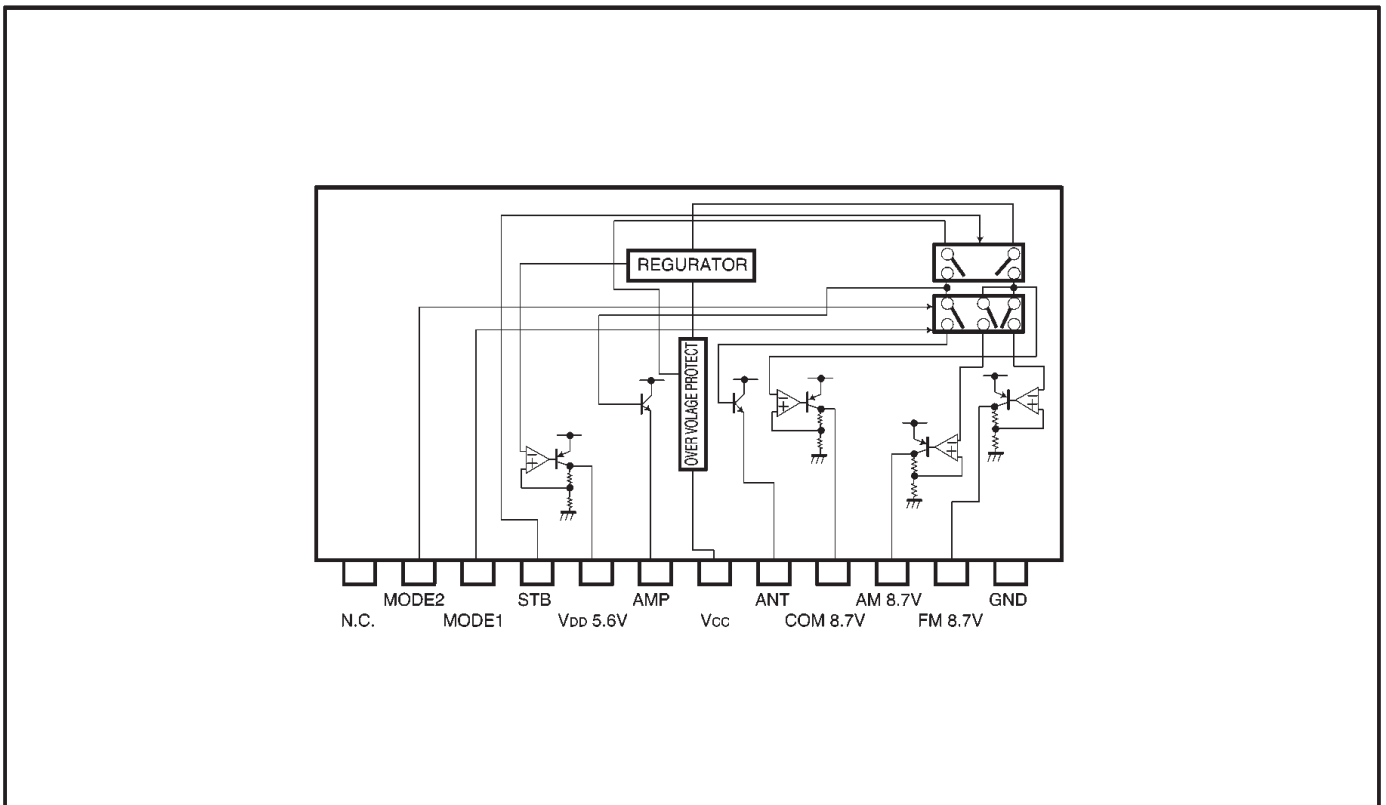 REGURATOR
OVER VOLAGE PROTECT
MODE2 STB AMP ANT AM 8.7V GND
N.C. MODE1 VDD 5.6V Vcc COM 8.7V FM 8.7V